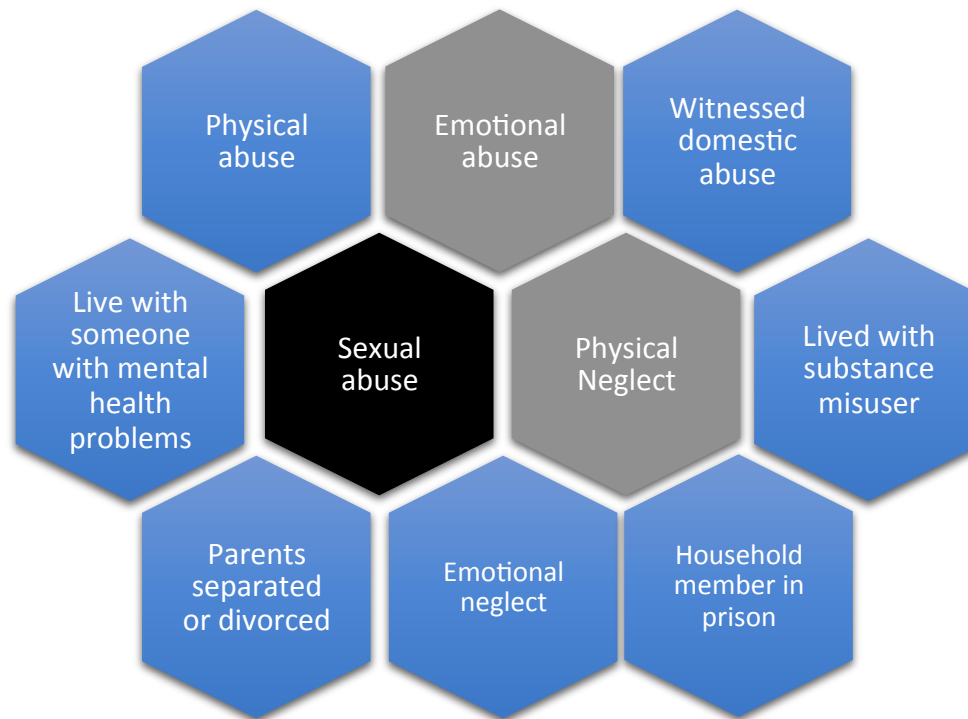 Physical
abuse
Emotional
abuse
Witnessed
domestic
abuse
Live with
someone
with mental
health
problems
Sexual
abuse
Physical
Neglect
Lived with
substance
misuser
Parents
separated
or divorced
Emotional
neglect
Household
member in
prison